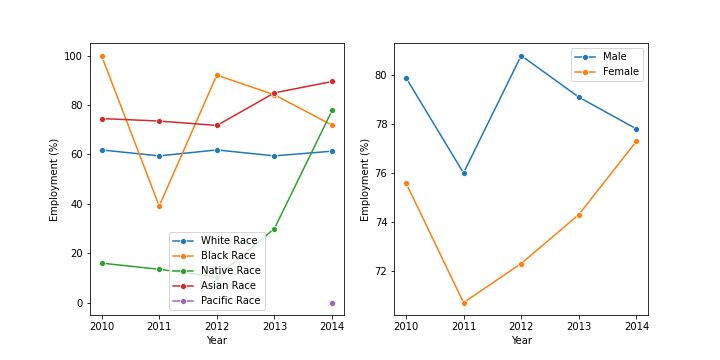 100
80
60
40
20
0
Employment (%)
2010 2011 2012 2013 2014
Year
White Race
Black Race
Native Race
Asian Race
Pacific Race
80
78
76
74
72
Employment (%)
2010 2011 2012 2013 2014
Year
Male
Female